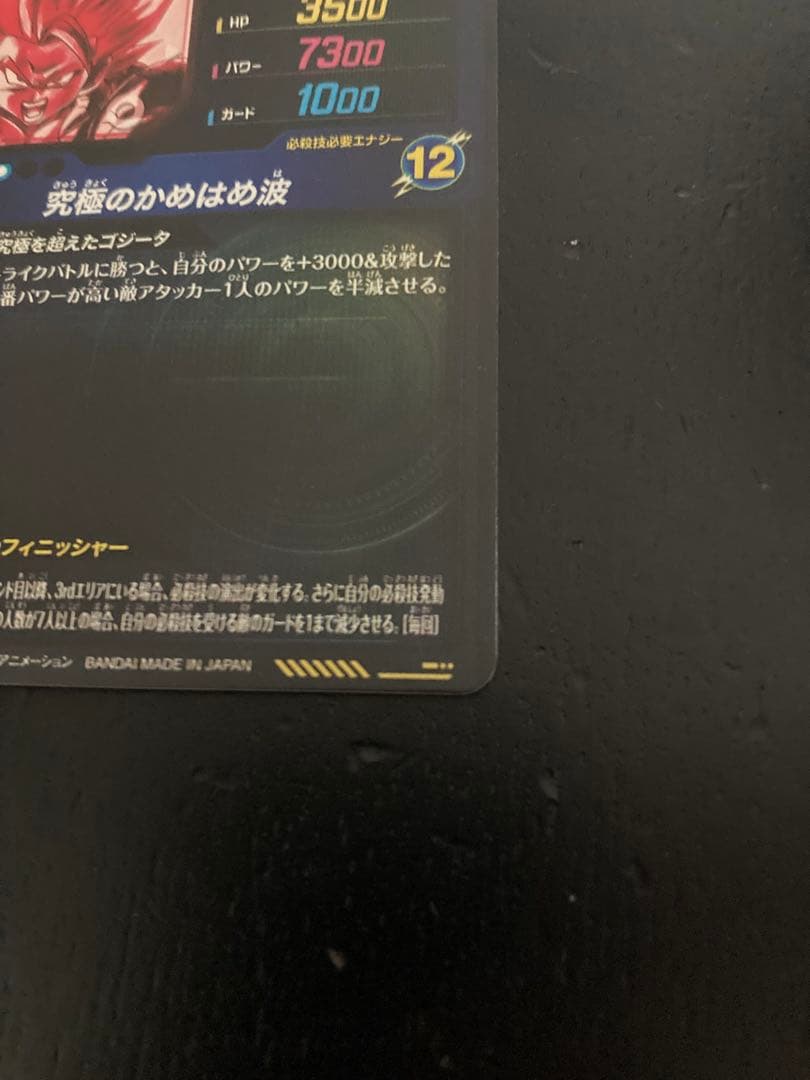 HP 3500
パワー 7300
ガード 1000
必殺技必要エナジー 12
究極のかめはめ波
究極を超えたゴジータ
ライクバトルに勝つと、自分のパワーを+3000&攻撃した
番パワーが高い敵アタッカー1人のパワーを半減させる。
フィニッシャー
ンド目以降、3rdエリアにいる場合、必殺技の演出が変化する。さらに自分の必殺技発動
の人数が7人以上の場合、自分の必殺技を受ける敵のガードを1まで減少させる。[毎回]
アニメーション BANDAI MADE IN JAPAN